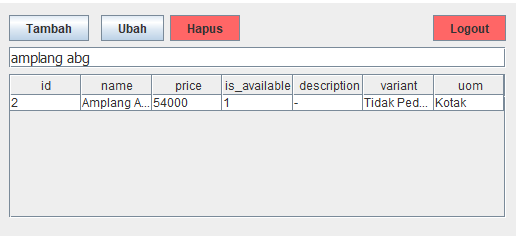 Tambah Ubah Hapus Logout
amplang abg
id name price is_available description variant uom
2 Amplang A... 54000 1 - Tidak Ped... Kotak